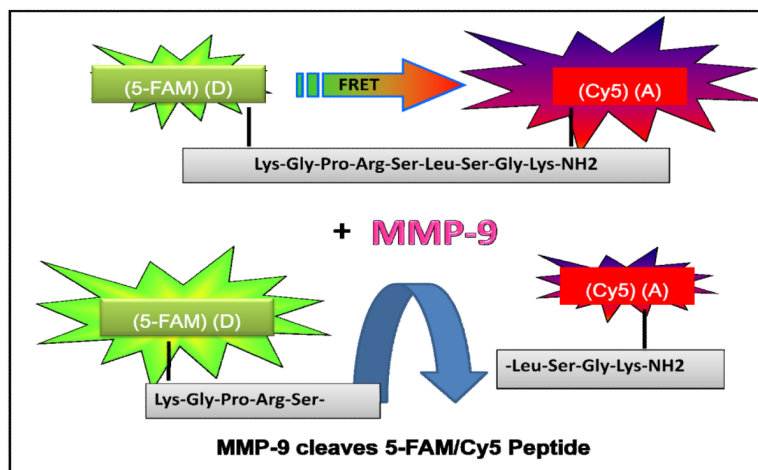 (5-FAM) (D)
FRET
(Cy5) (A)
Lys-Gly-Pro-Arg-Ser-Leu-Ser-Gly-Lys-NH2
+ MMP-9
(5-FAM) (D)
(Cy5) (A)
Lys-Gly-Pro-Arg-Ser-
-Leu-Ser-Gly-Lys-NH2
MMP-9 cleaves 5-FAM/Cy5 Peptide